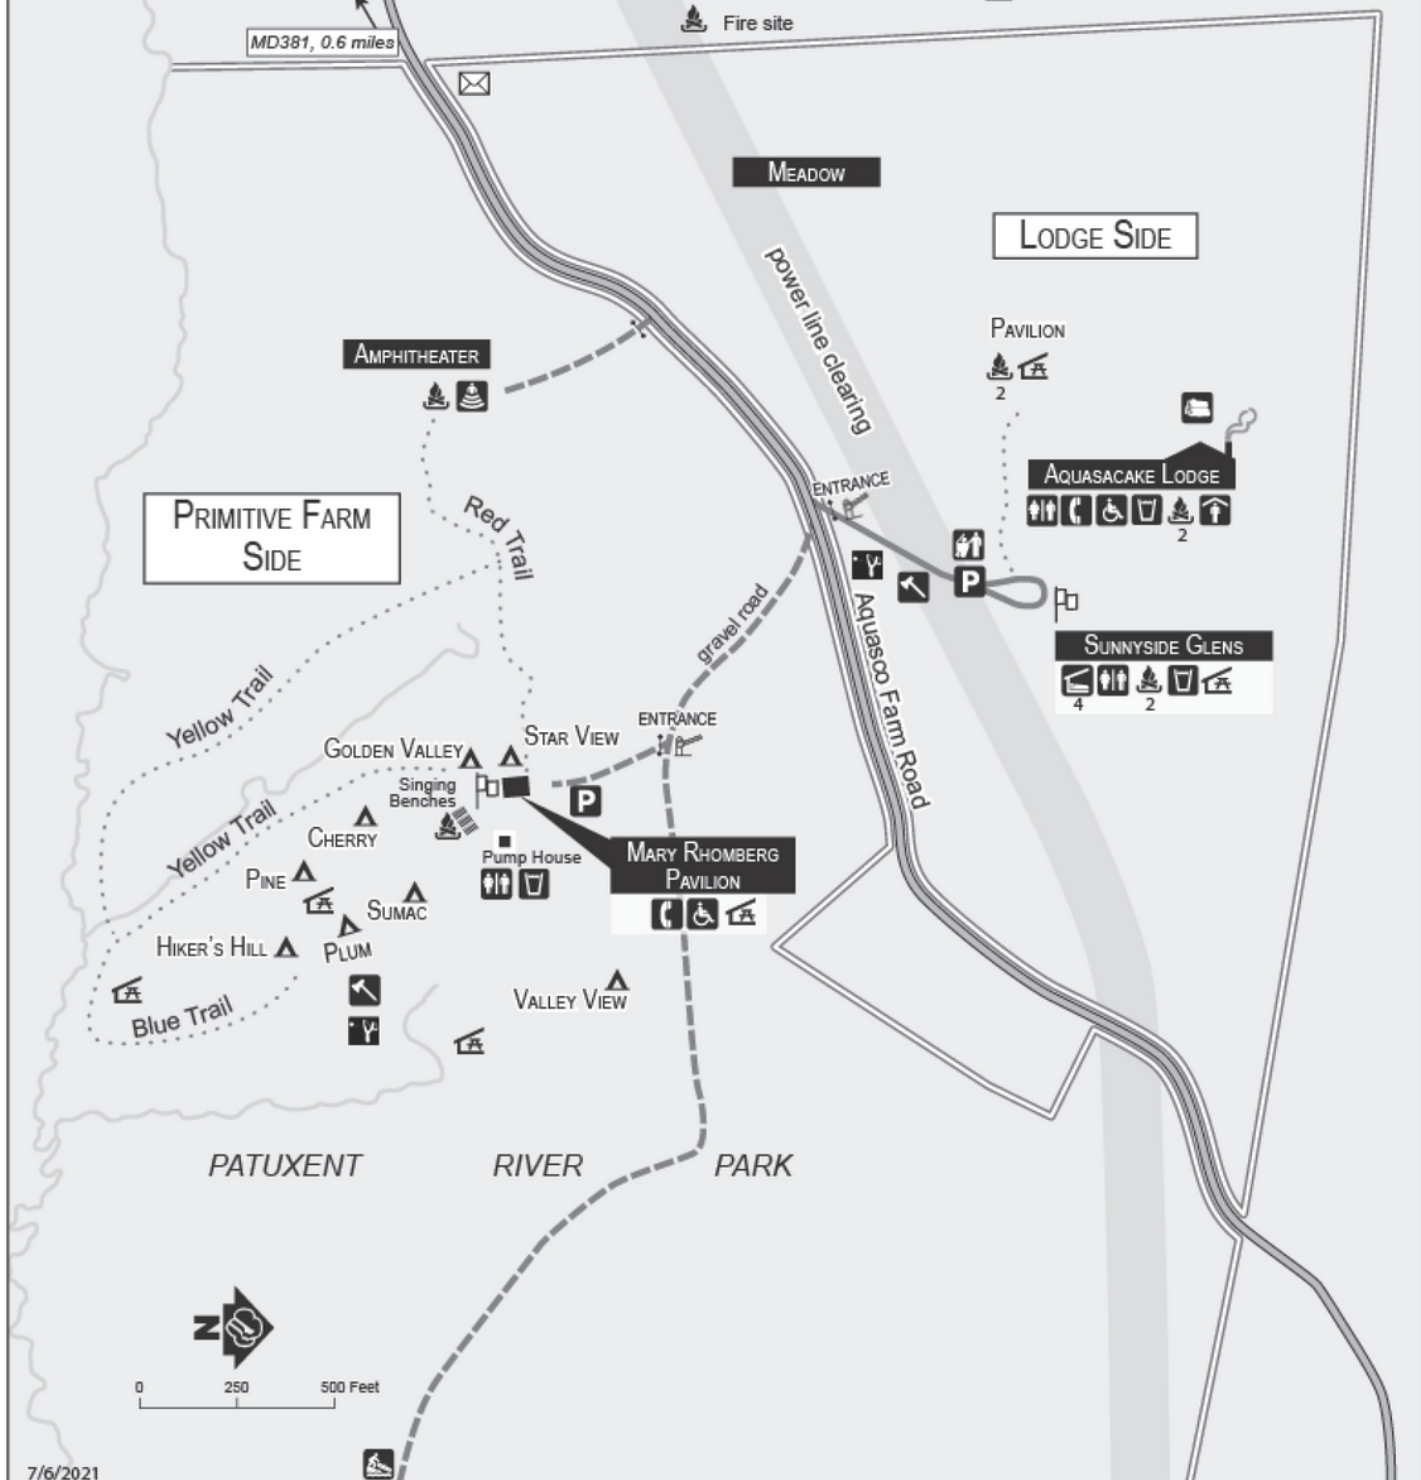 MD381, 0.6 miles
Fire site
MEADOW
LODGE SIDE
power line clearing
PAVILION
2
AMPHITHEATER
AQUASACAKE LODGE
2
ENTRANCE
PRIMITIVE FARM
SIDE
Red Trail
P
gravel road
Aquasco Farm Road
SUNNYSIDE GLENS
4
2
Yellow Trail
ENTRANCE
STAR VIEW
GOLDEN VALLEY
Singing
Benches
P
Yellow Trail
CHERRY
Pump House
MARY RHOMBERG
PAVILION
PINE
SUMAC
HIKER'S HILL
PLUM
VALLEY VIEW
Blue Trail
PATUXENT RIVER PARK
N
0 250 500 Feet
7/6/2021